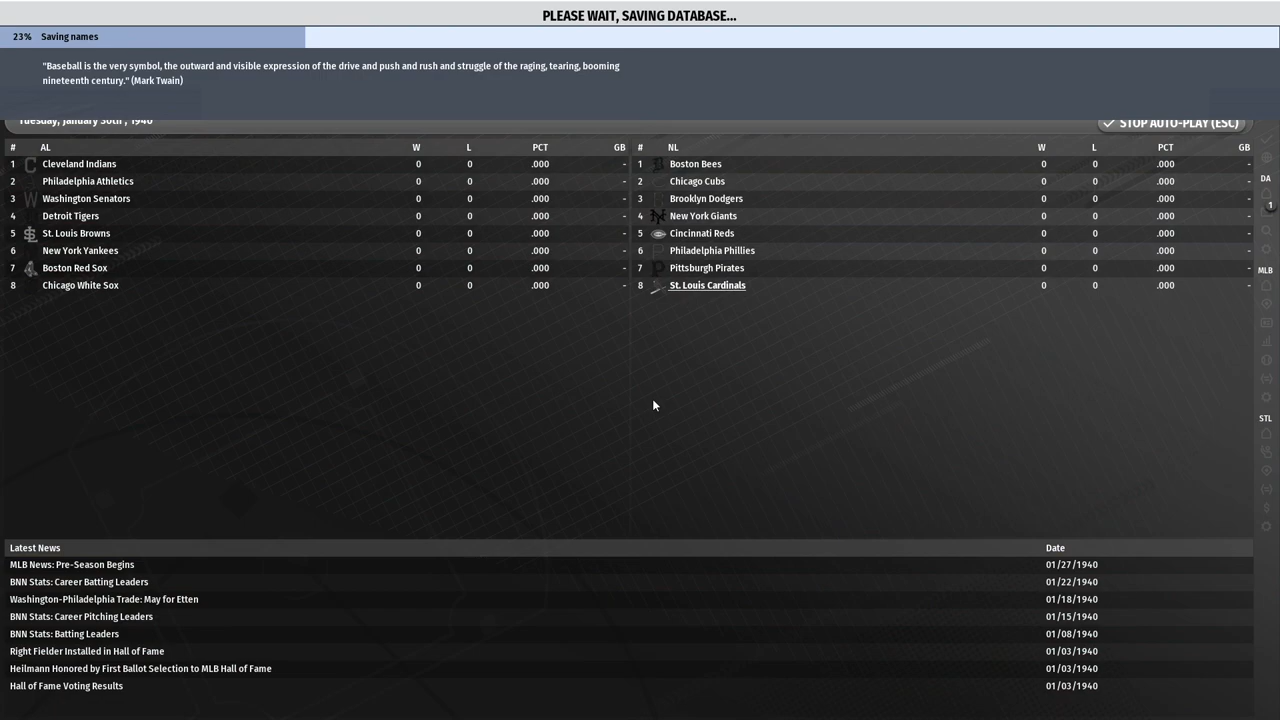 PLEASE WAIT, SAVING DATABASE...
23% Saving names
"Baseball is the very symbol, the outward and visible expression of the drive and push and rush and struggle of the raging, tearing, booming
nineteenth century." (Mark Twain)
Tuesday, January 30th, 1940
STOP AUTO-PLAY (ESC)
# AL W L PCT GB
1 Cleveland Indians 0 0 .000 -
2 Philadelphia Athletics 0 0 .000 -
3 Washington Senators 0 0 .000 -
4 Detroit Tigers 0 0 .000 -
5 St. Louis Browns 0 0 .000 -
6 New York Yankees 0 0 .000 -
7 Boston Red Sox 0 0 .000 -
8 Chicago White Sox 0 0 .000 -
# NL W L PCT GB
1 Boston Bees 0 0 .000 -
2 Chicago Cubs 0 0 .000 -
3 Brooklyn Dodgers 0 0 .000 -
4 New York Giants 0 0 .000 -
5 Cincinnati Reds 0 0 .000 -
6 Philadelphia Phillies 0 0 .000 -
7 Pittsburgh Pirates 0 0 .000 -
8 St. Louis Cardinals 0 0 .000 -
DA
1
MLB
STL
Latest News Date
MLB News: Pre-Season Begins 01/27/1940
BNN Stats: Career Batting Leaders 01/22/1940
Washington-Philadelphia Trade: May for Etten 01/18/1940
BNN Stats: Career Pitching Leaders 01/15/1940
BNN Stats: Batting Leaders 01/08/1940
Right Fielder Installed in Hall of Fame 01/03/1940
Heilmann Honored by First Ballot Selection to MLB Hall of Fame 01/03/1940
Hall of Fame Voting Results 01/03/1940